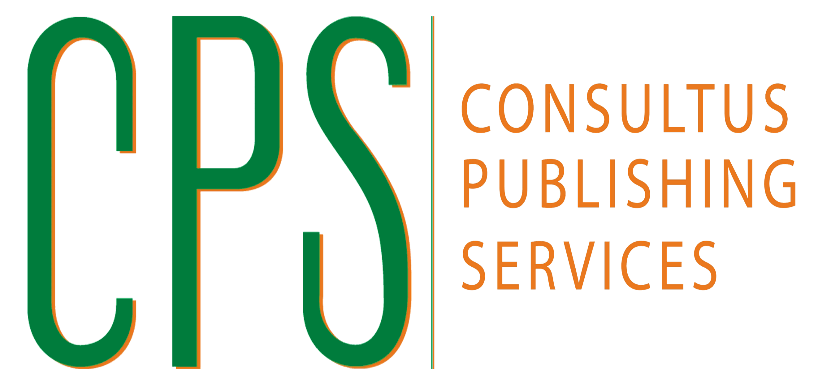 CPS
CONSULTUS
PUBLISHING
SERVICES